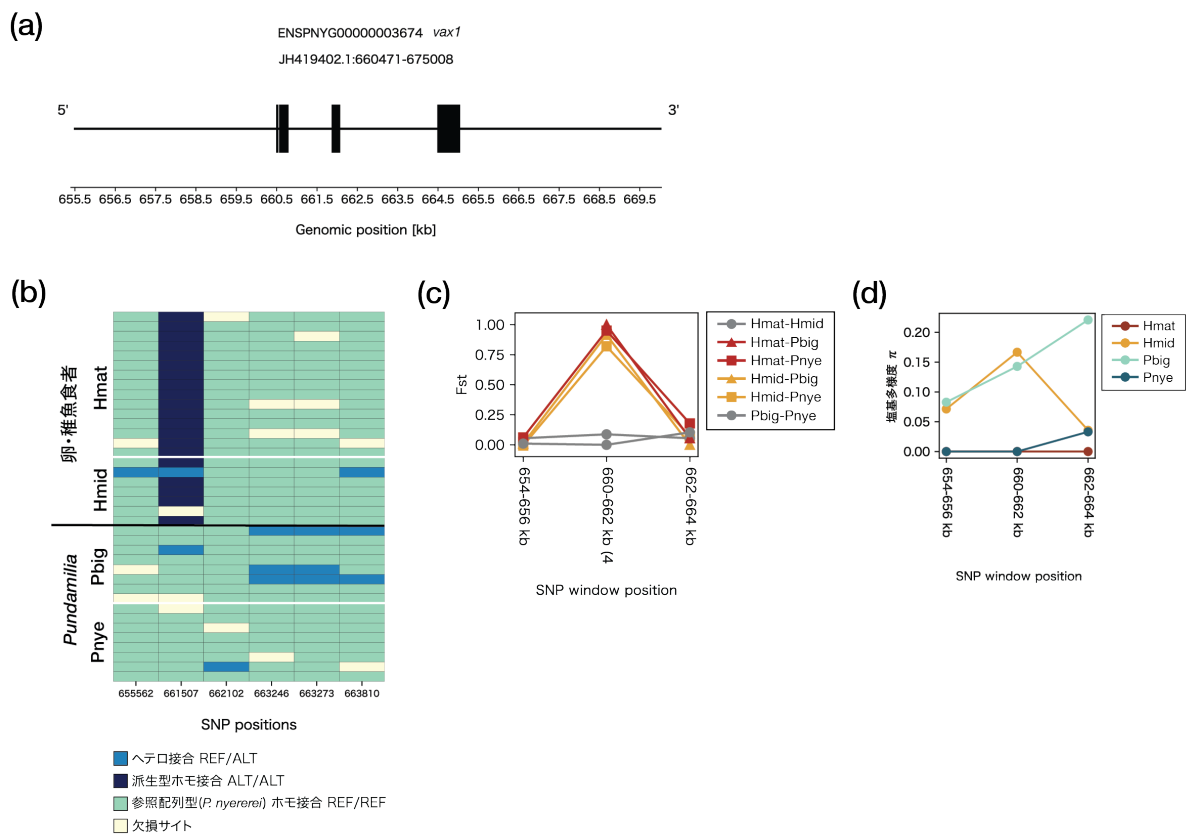 (a)
ENSPNYG00000003674 vax1
JH419402.1:660471-675008
5'
3'
655.5 656.5 657.5 658.5 659.5 660.5 661.5 662.5 663.5 664.5 665.5 666.5 667.5 668.5 669.5
Genomic position [kb]
(b)
卵・稚魚食者
Hmat
Hmid
Pundamilia
Pbig
Pnye
655562 661507 662102 663246 663273 663810
SNP positions
ヘテロ接合 REF/ALT
派生型ホモ接合 ALT/ALT
参照配列型(P. nyererei) ホモ接合 REF/REF
欠損サイト
(c)
Fst
1.00
0.75
0.50
0.25
0.00
654-656 kb
660-662 kb (4
662-664 kb
SNP window position
Hmat-Hmid
Hmat-Pbig
Hmat-Pnye
Hmid-Pbig
Hmid-Pnye
Pbig-Pnye
(d)
塩基多様度 π
0.20
0.15
0.10
0.05
0.00
654-656 kb
660-662 kb
662-664 kb
SNP window position
Hmat
Hmid
Pbig
Pnye